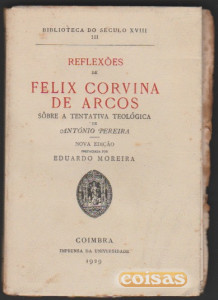 BIBLIOTECA DO SÉCULO XVIII
III
REFLEXÕES
DE
FELIX CORVINA
DE ARCOS
SÔBRE A TENTATIVA TEOLÓGICA
DE
ANTÓNIO PEREIRA
NOVA EDIÇÃO
PREPARADA POR
EDUARDO MOREIRA
COIMBRA
IMPRENSA DA UNIVERSIDADE
1929
coisas